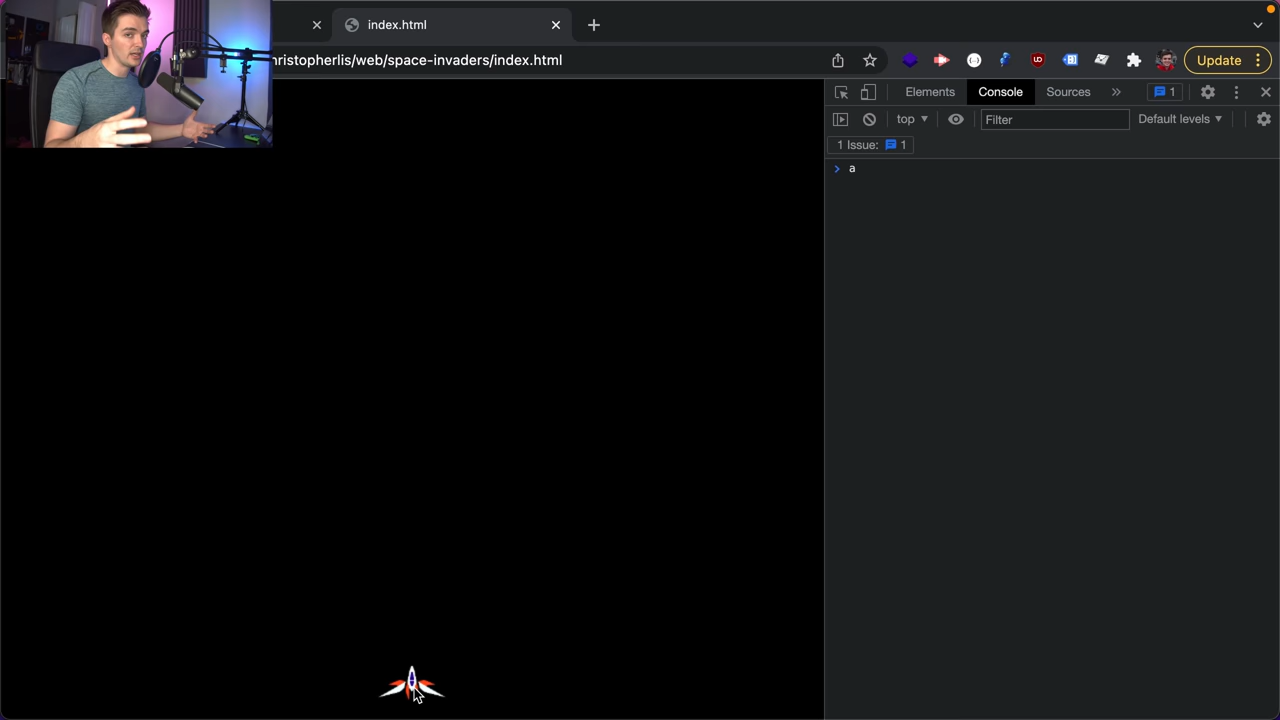 index.html
hristopherlis/web/space-invaders/index.html
Update
Elements Console Sources
1
top
Filter
Default levels
1 Issue: 1
a